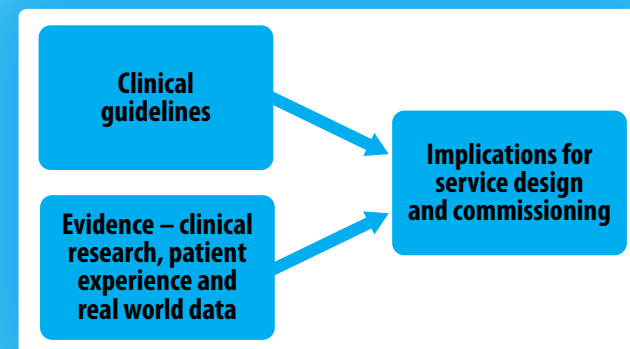 Clinical
guidelines
Evidence – clinical
research, patient
experience and
real world data
Implications for
service design
and commissioning